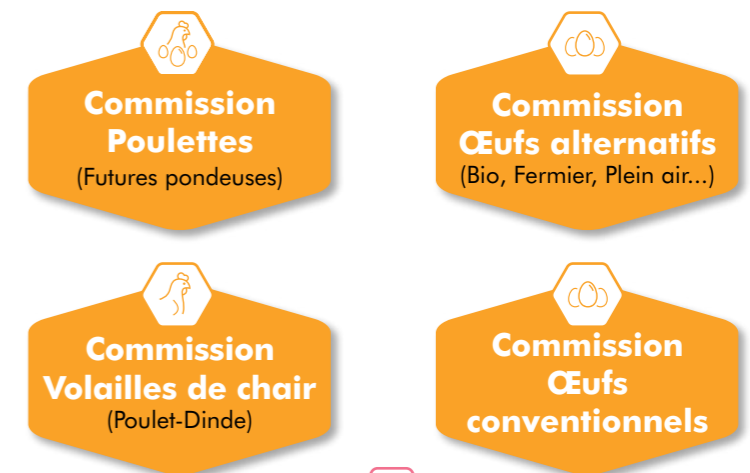 Commission
Poulettes
(Futures pondeuses)
Commission
Œufs alternatifs
(Bio, Fermier, Plein air...)
Commission
Volailles de chair
(Poulet-Dinde)
Commission
Œufs
conventionnels